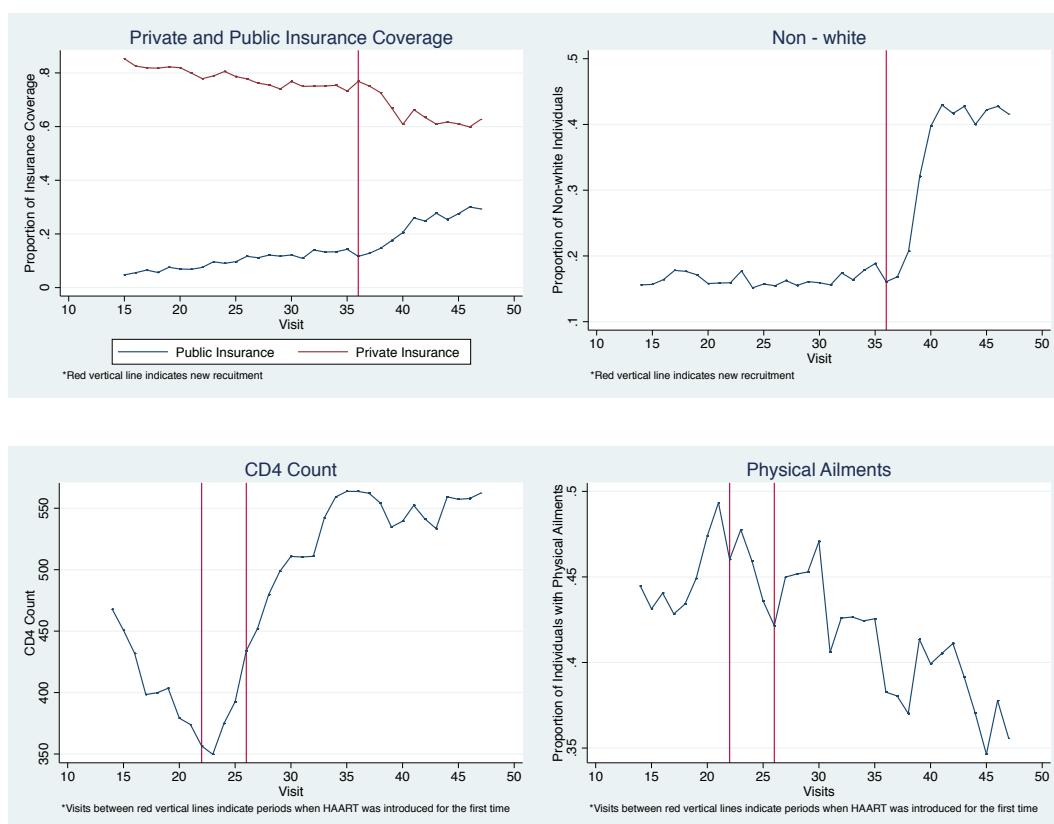 Private and Public Insurance Coverage
Proportion of Insurance Coverage
.8
.6
.4
.2
0
10 15 20 25 30 35 40 45 50
Visit
Public Insurance Private Insurance
*Red vertical line indicates new recuitment
Non - white
Proportion of Non-white Individuals
.5
.4
.3
.2
.1
10 15 20 25 30 35 40 45 50
Visit
*Red vertical line indicates new recruitment
CD4 Count
CD4 Count
550
500
450
400
350
10 15 20 25 30 35 40 45 50
Visit
*Visits between red vertical lines indicate periods when HAART was introduced for the first time
Physical Ailments
Proportion of Individuals with Physical Ailments
.5
.45
.4
.35
10 15 20 25 30 35 40 45 50
Visits
*Visits between red vertical lines indicate periods when HAART was introduced for the first time